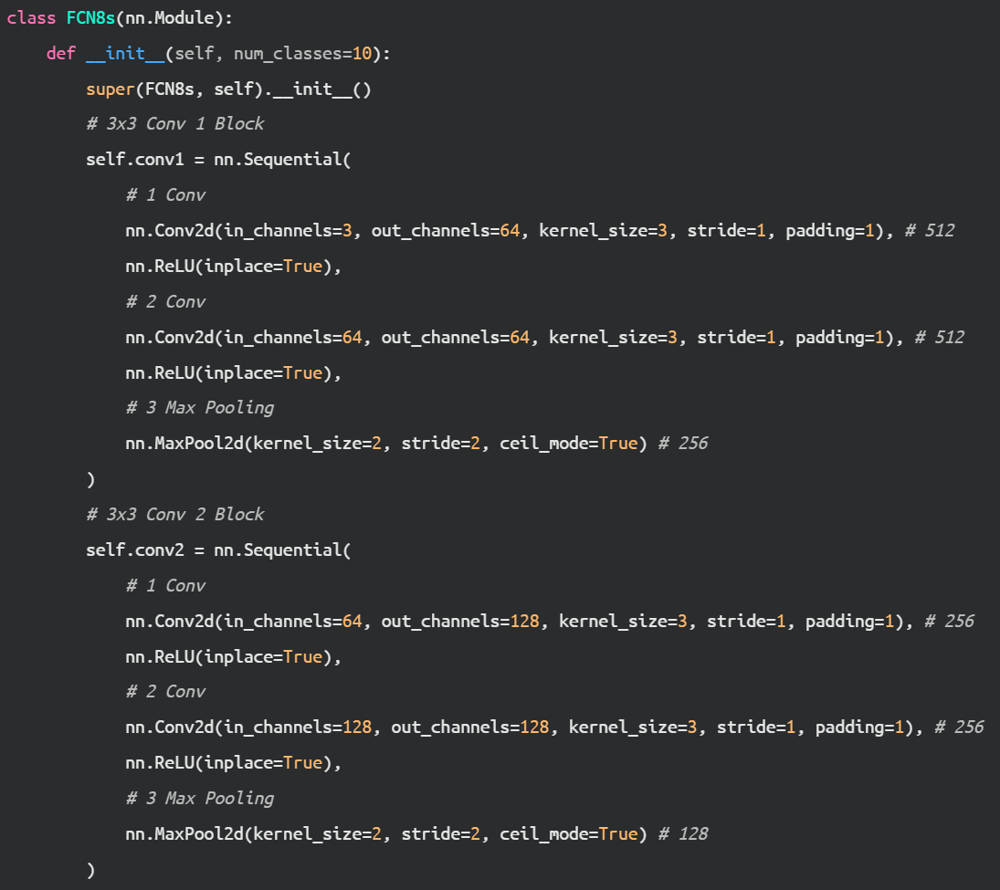 class FCN8s(nn.Module):
    def __init__(self, num_classes=10):
        super(FCN8s, self).__init__()
        # 3x3 Conv 1 Block
        self.conv1 = nn.Sequential(
            # 1 Conv
            nn.Conv2d(in_channels=3, out_channels=64, kernel_size=3, stride=1, padding=1), # 512
            nn.ReLU(inplace=True),
            # 2 Conv
            nn.Conv2d(in_channels=64, out_channels=64, kernel_size=3, stride=1, padding=1), # 512
            nn.ReLU(inplace=True),
            # 3 Max Pooling
            nn.MaxPool2d(kernel_size=2, stride=2, ceil_mode=True) # 256
        )
        # 3x3 Conv 2 Block
        self.conv2 = nn.Sequential(
            # 1 Conv
            nn.Conv2d(in_channels=64, out_channels=128, kernel_size=3, stride=1, padding=1), # 256
            nn.ReLU(inplace=True),
            # 2 Conv
            nn.Conv2d(in_channels=128, out_channels=128, kernel_size=3, stride=1, padding=1), # 256
            nn.ReLU(inplace=True),
            # 3 Max Pooling
            nn.MaxPool2d(kernel_size=2, stride=2, ceil_mode=True) # 128
        )